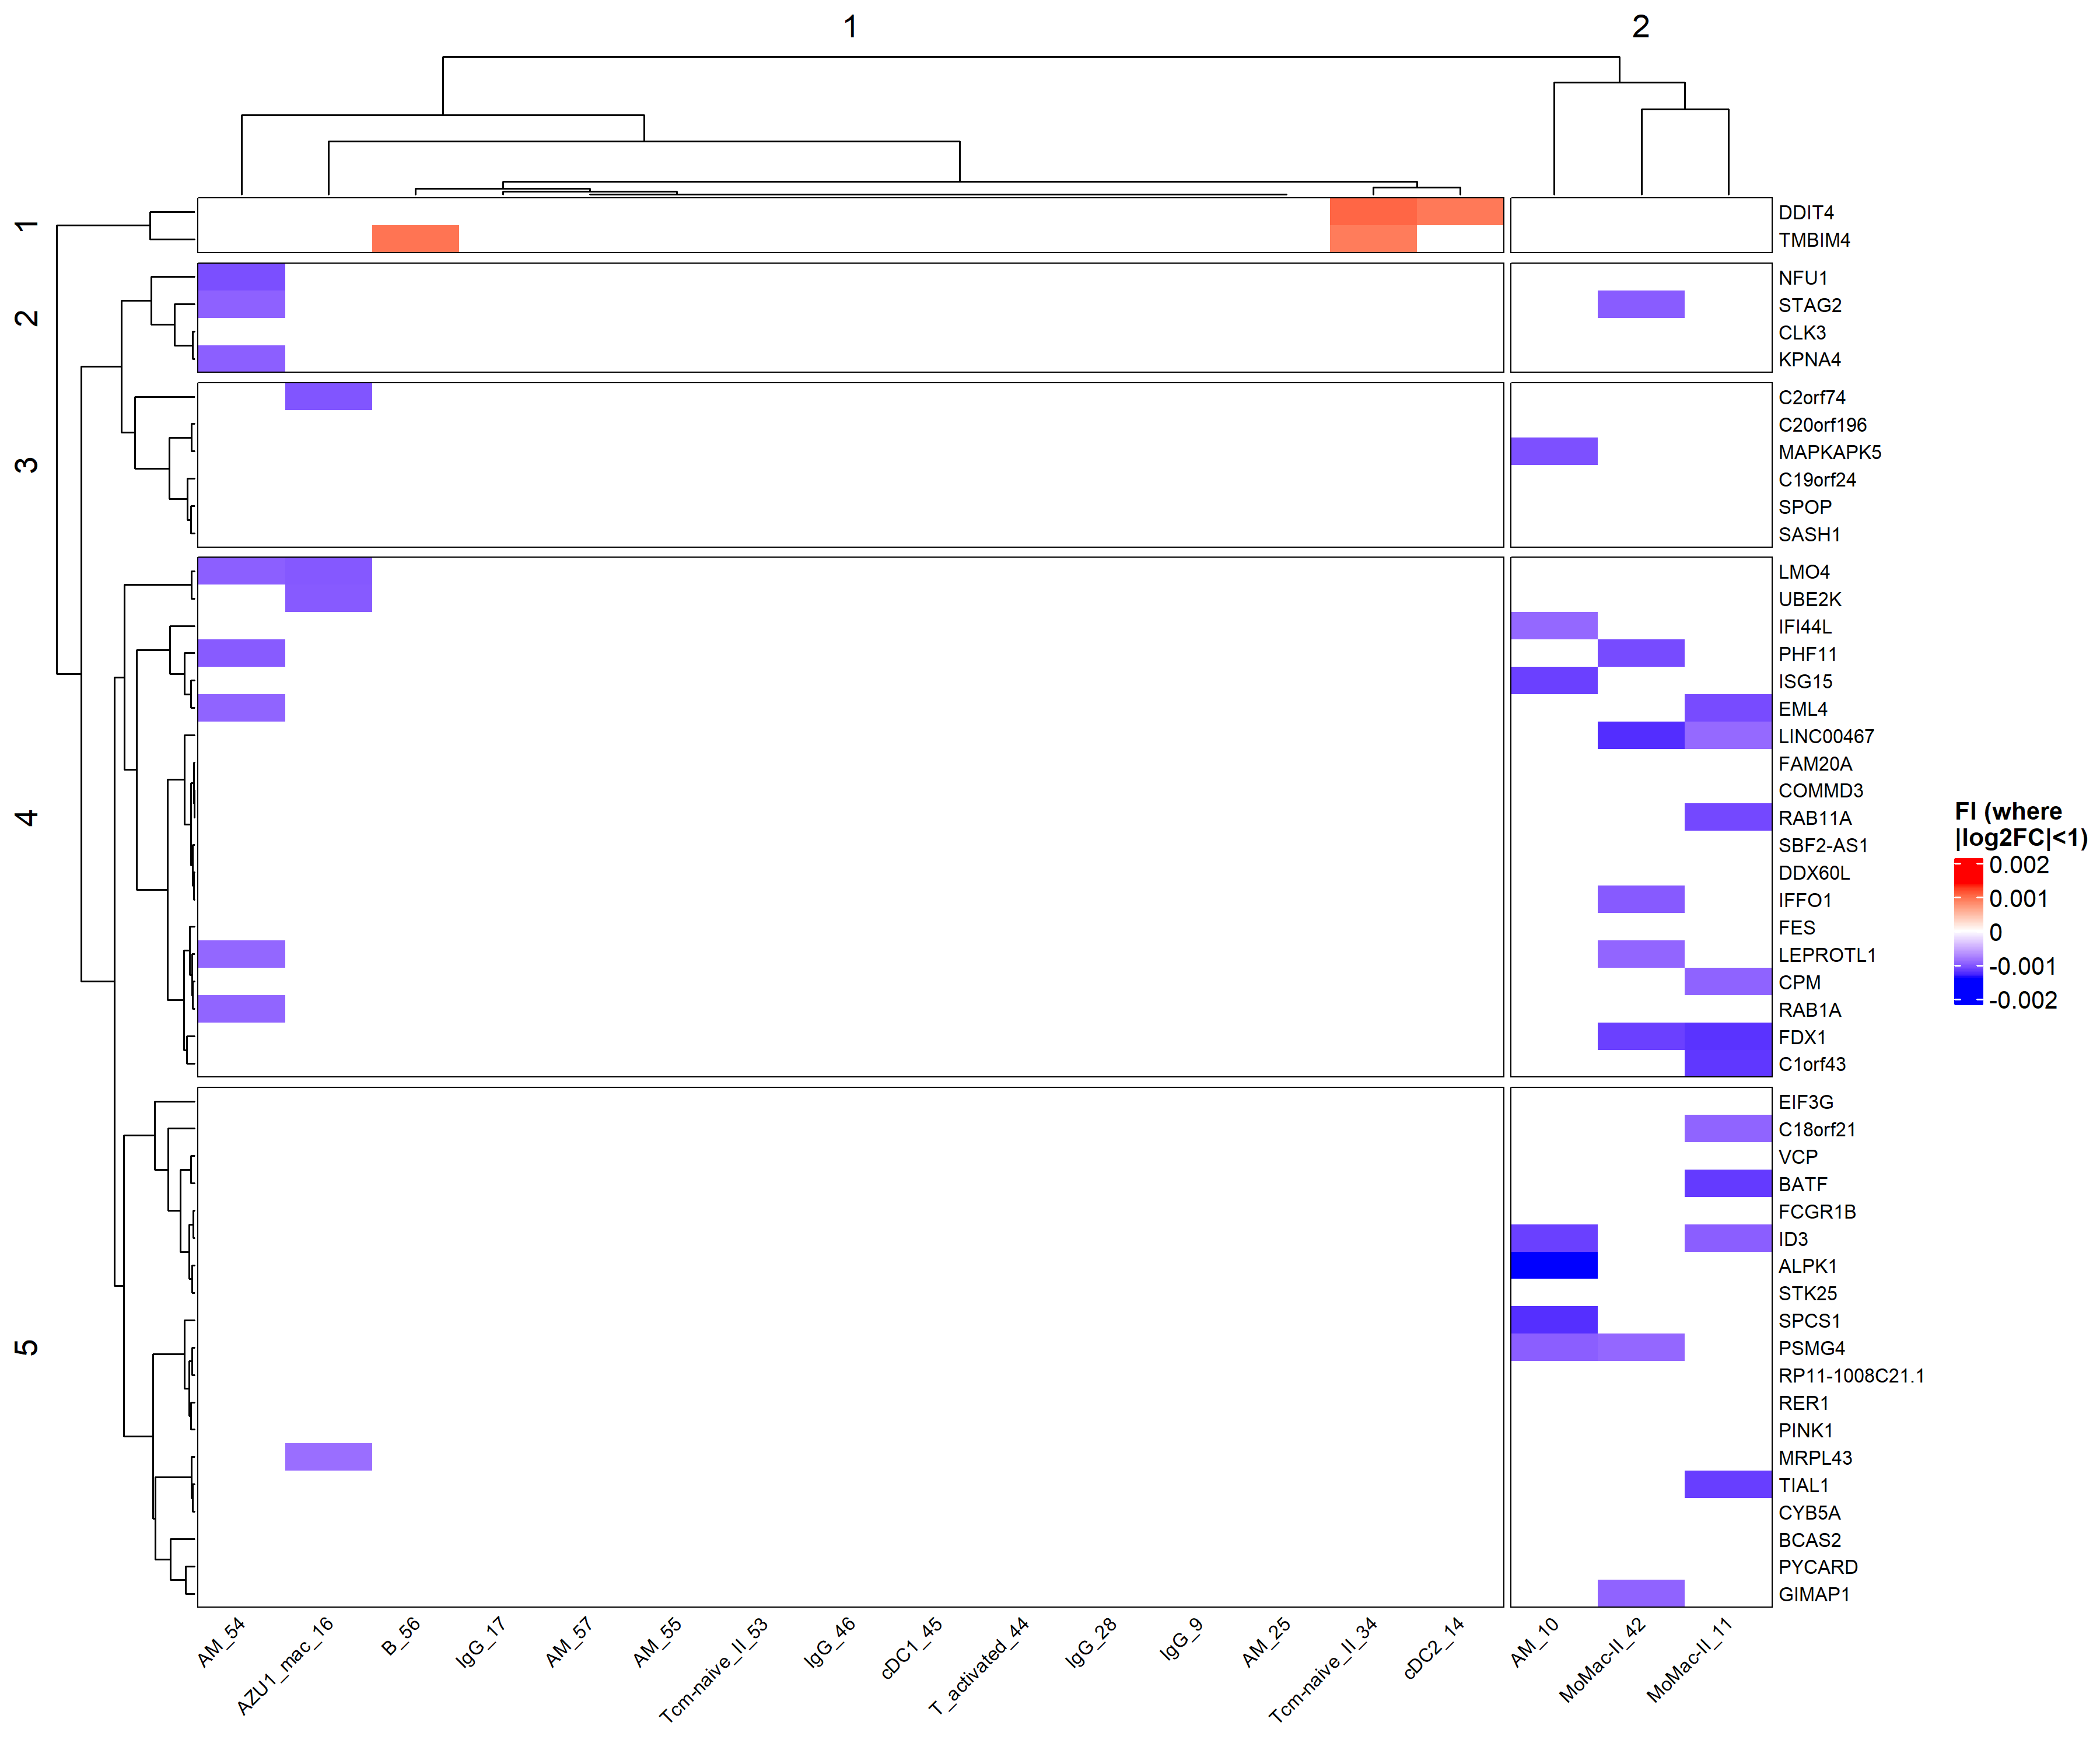 1
2
1
2
3
4
5
DDIT4
TMBIM4
NFU1
STAG2
CLK3
KPNA4
C2orf74
C20orf196
MAPKAPK5
C19orf24
SPOP
SASH1
LMO4
UBE2K
IFI44L
PHF11
ISG15
EML4
LINC00467
FAM20A
COMMD3
RAB11A
SBF2-AS1
DDX60L
IFFO1
FES
LEPROTL1
CPM
RAB1A
FDX1
C1orf43
EIF3G
C18orf21
VCP
BATF
FCGR1B
ID3
ALPK1
STK25
SPCS1
PSMG4
RP11-1008C21.1
RER1
PINK1
MRPL43
TIAL1
CYB5A
BCAS2
PYCARD
GIMAP1
AM_54
AZU1_mac_16
B_56
IgG_17
AM_57
AM_55
Tcm-naive_II_53
IgG_46
cDC1_45
T_activated_44
IgG_28
IgG_9
AM_25
Tcm-naive_II_34
cDC2_14
AM_10
MoMac-II_42
MoMac-II_11
FI (where
|log2FC|<1)
0.002
0.001
0
-0.001
-0.002